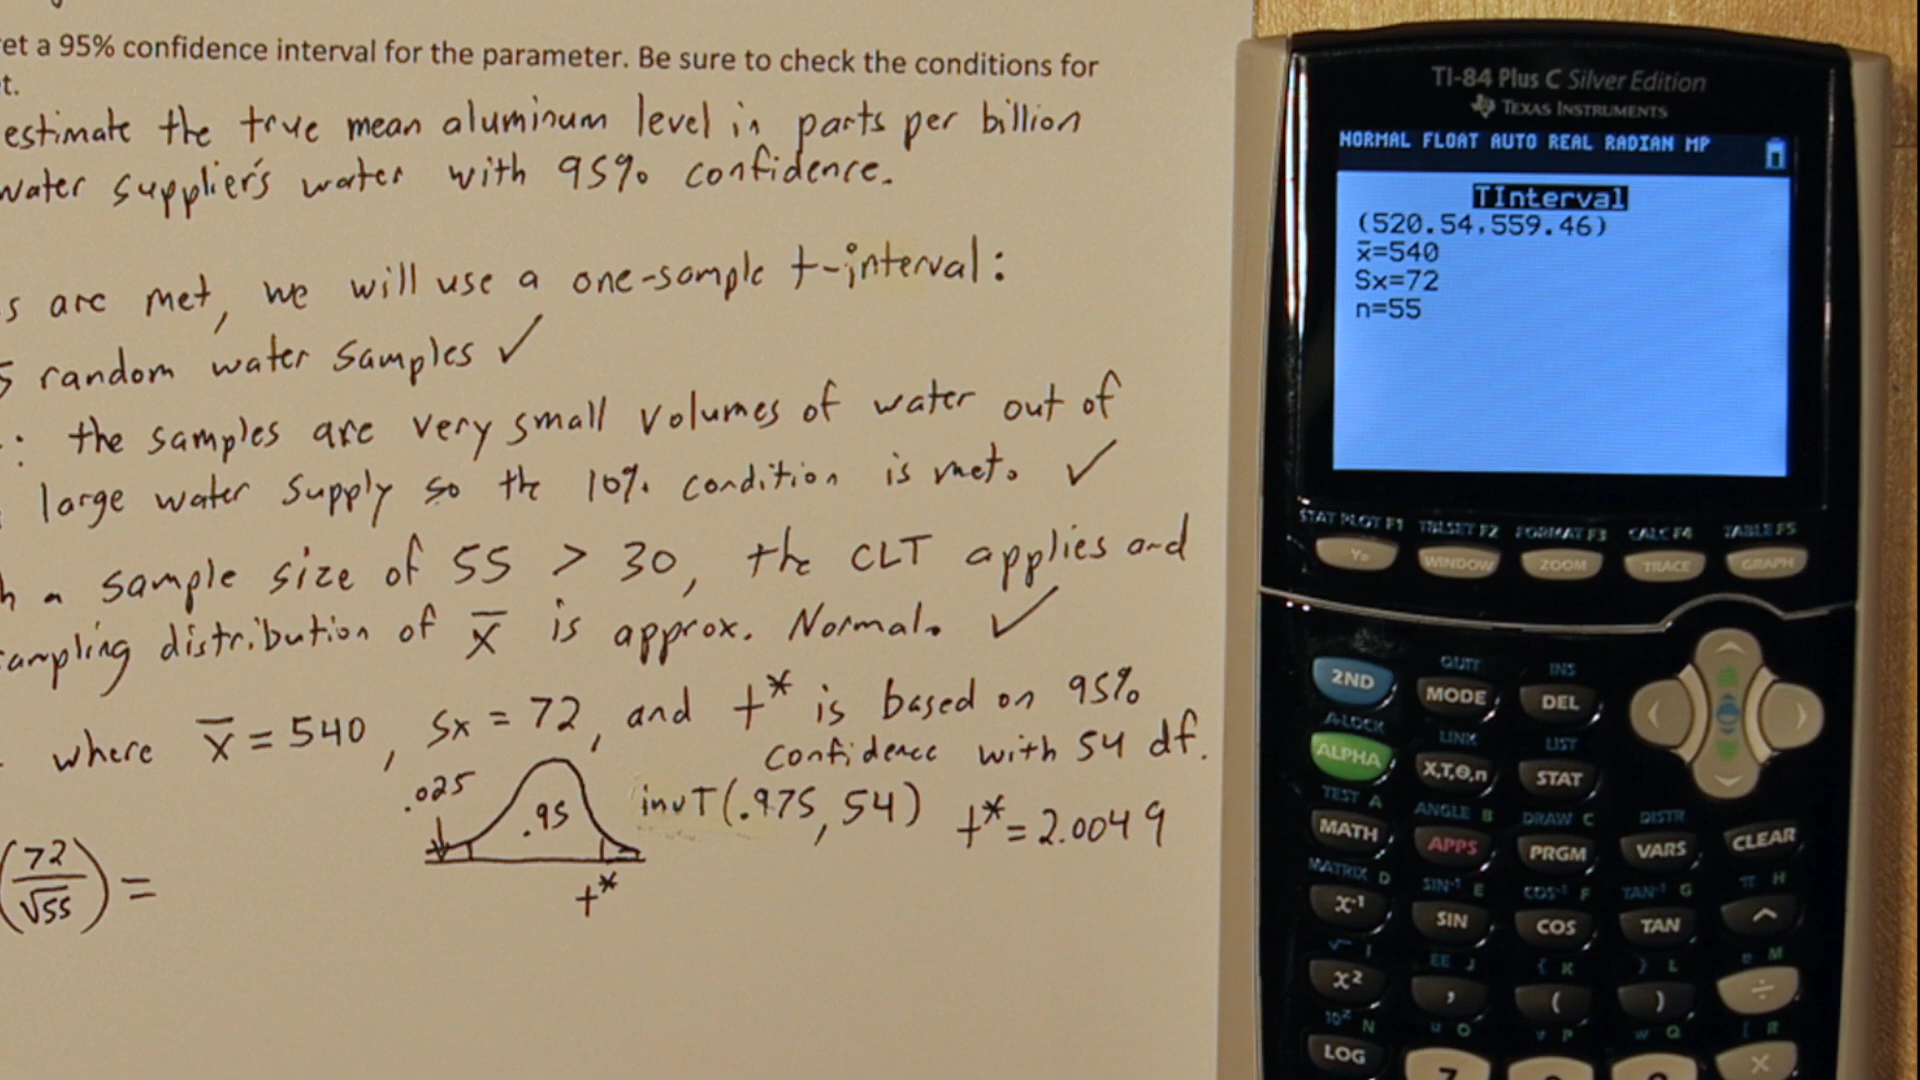 et a 95% confidence interval for the parameter. Be sure to check the conditions for
t.
estimate the true mean aluminum level in parts per billion
water supplier's water with 95% confidence.
s are met, we will use a one-sample t-interval:
5 random water samples ✓
: the samples are very small volumes of water out of
large water supply so the 10% condition is met. ✓
h a sample size of 55 > 30, the CLT applies and
sampling distribution of x̄ is approx. Normal. ✓
where x̄ = 540, Sx = 72, and t* is based on 95%
confidence with 54 df.
.025
.95
invT(.975, 54) t* = 2.0049
t*
(72/√55) =
TI-84 Plus C Silver Edition
TEXAS INSTRUMENTS
NORMAL FLOAT AUTO REAL RADIAN MP
TInterval
(520.54,559.46)
x̄=540
Sx=72
n=55
STAT PLOT F1 TBLSET F2 FORMAT F3 CALC F4 TABLE F5
Y= WINDOW ZOOM TRACE GRAPH
QUIT INS
2ND MODE DEL
A-LOCK LINK LIST
ALPHA X,T,θ,n STAT
TEST A ANGLE B DRAW C DISTR
MATH APPS PRGM VARS CLEAR
MATRIX D SIN⁻¹ E COS⁻¹ F TAN⁻¹ G π H
x⁻¹ SIN COS TAN ^
√ I EE J { K } L e M
x² , ( ) ÷
10ˣ N u O v P w Q [ R
LOG 7 ×